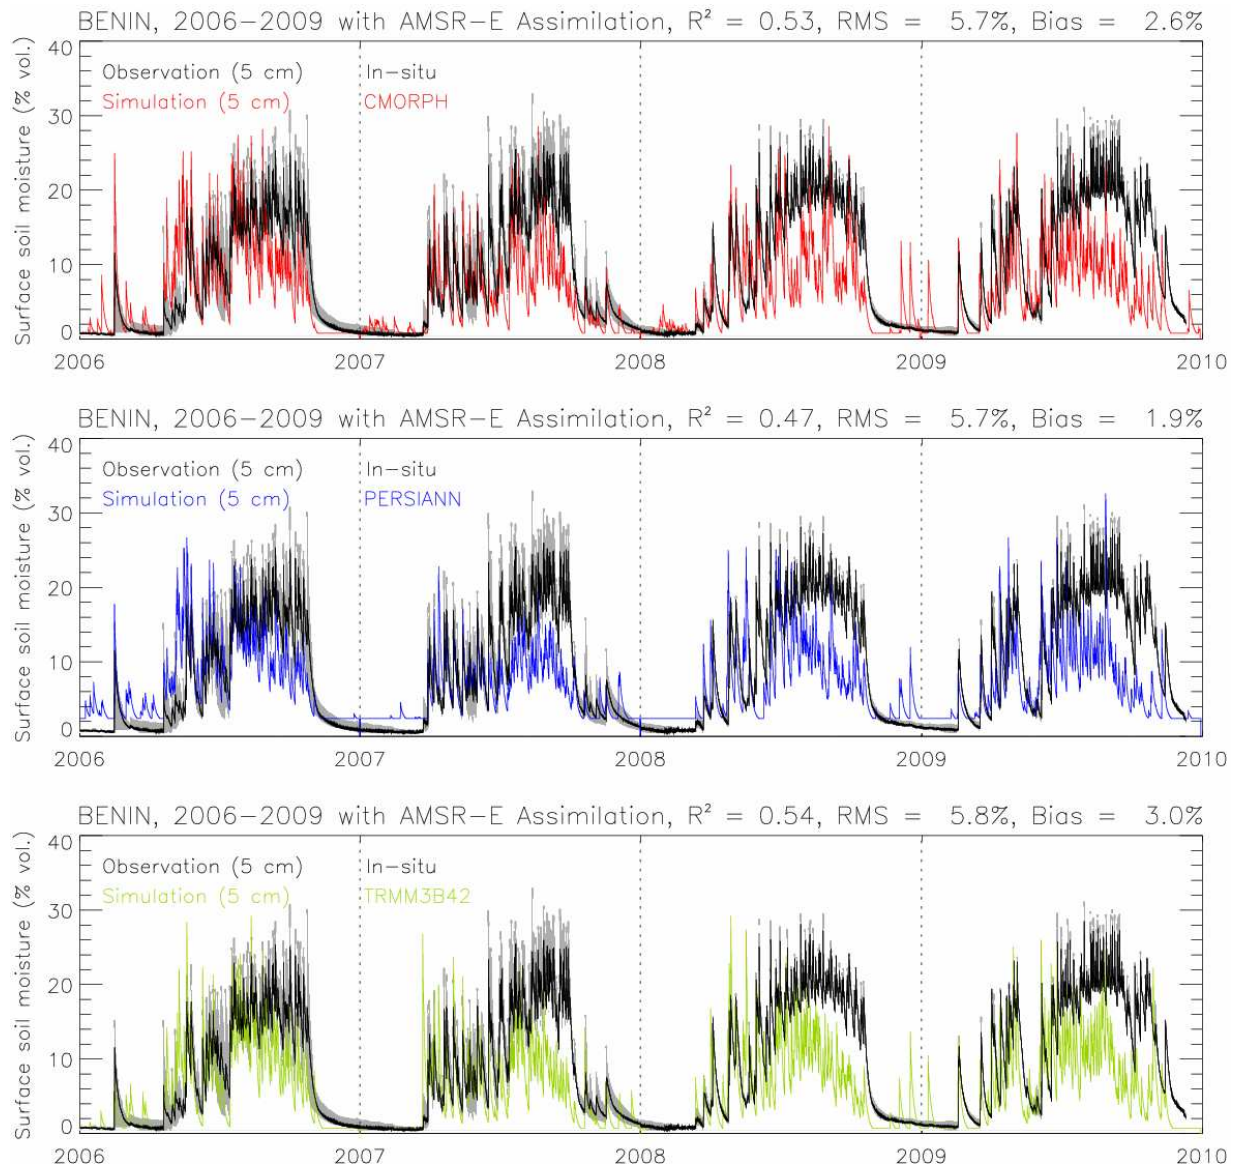 BENIN, 2006-2009 with AMSR-E Assimilation, R² = 0.53, RMS = 5.7%, Bias = 2.6%
Surface soil moisture (% vol.)
40
30
20
10
0
Observation (5 cm) In-situ
Simulation (5 cm) CMORPH
2006 2007 2008 2009 2010
BENIN, 2006-2009 with AMSR-E Assimilation, R² = 0.47, RMS = 5.7%, Bias = 1.9%
Surface soil moisture (% vol.)
40
30
20
10
0
Observation (5 cm) In-situ
Simulation (5 cm) PERSIANN
2006 2007 2008 2009 2010
BENIN, 2006-2009 with AMSR-E Assimilation, R² = 0.54, RMS = 5.8%, Bias = 3.0%
Surface soil moisture (% vol.)
40
30
20
10
0
Observation (5 cm) In-situ
Simulation (5 cm) TRMM3B42
2006 2007 2008 2009 2010